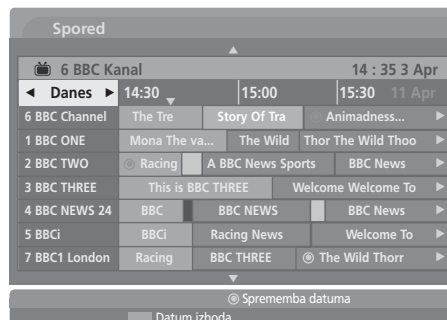 Spored
6 BBC Kanal 14 : 35 3 Apr
Danes 14:30 15:00 15:30 11 Apr
6 BBC Channel The Tre Story Of Tra Animadness...
1 BBC ONE Mona The va... The Wild Thor The Wild Thoo
2 BBC TWO Racing A BBC News Sports BBC News
3 BBC THREE This is BBC THREE Welcome Welcome To
4 BBC NEWS 24 BBC BBC NEWS BBC News
5 BBCi BBCi Racing News Welcome To
7 BBC1 London Racing BBC THREE The Wild Thorr
Sprememba datuma
Datum izhoda